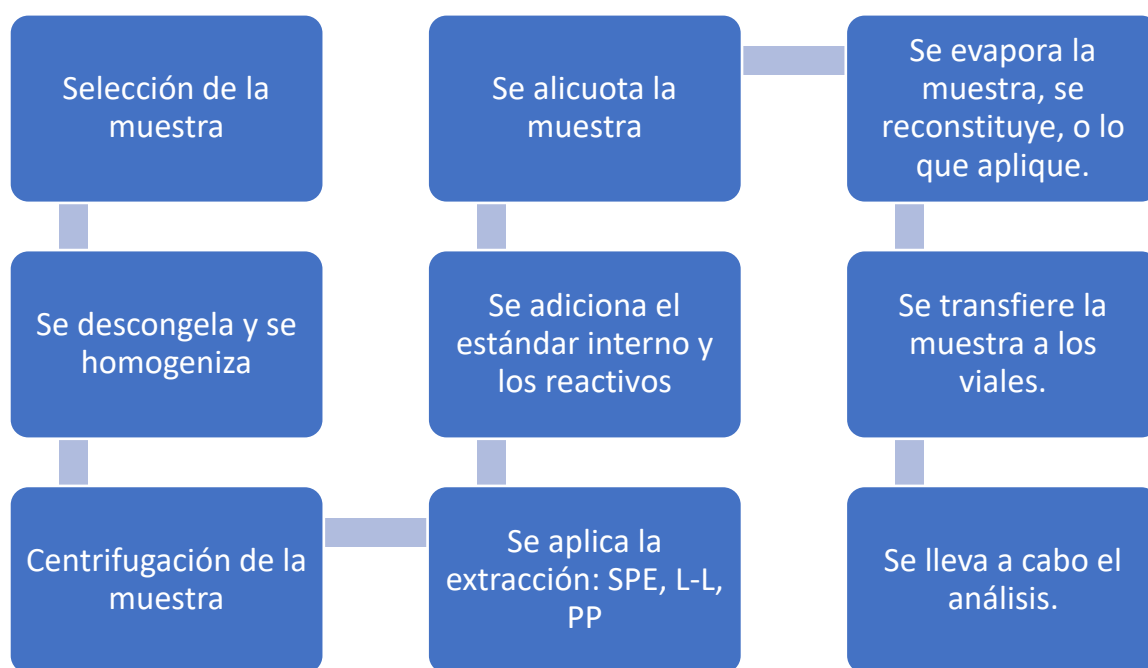 Selección de la
muestra
Se descongela y se
homogeniza
Centrifugación de la
muestra
Se aplica la
extracción: SPE, L-L,
PP
Se adiciona el
estándar interno y
los reactivos
Se alicuota la
muestra
Se evapora la
muestra, se
reconstituye, o lo
que aplique.
Se transfiere la
muestra a los
viales.
Se lleva a cabo el
análisis.